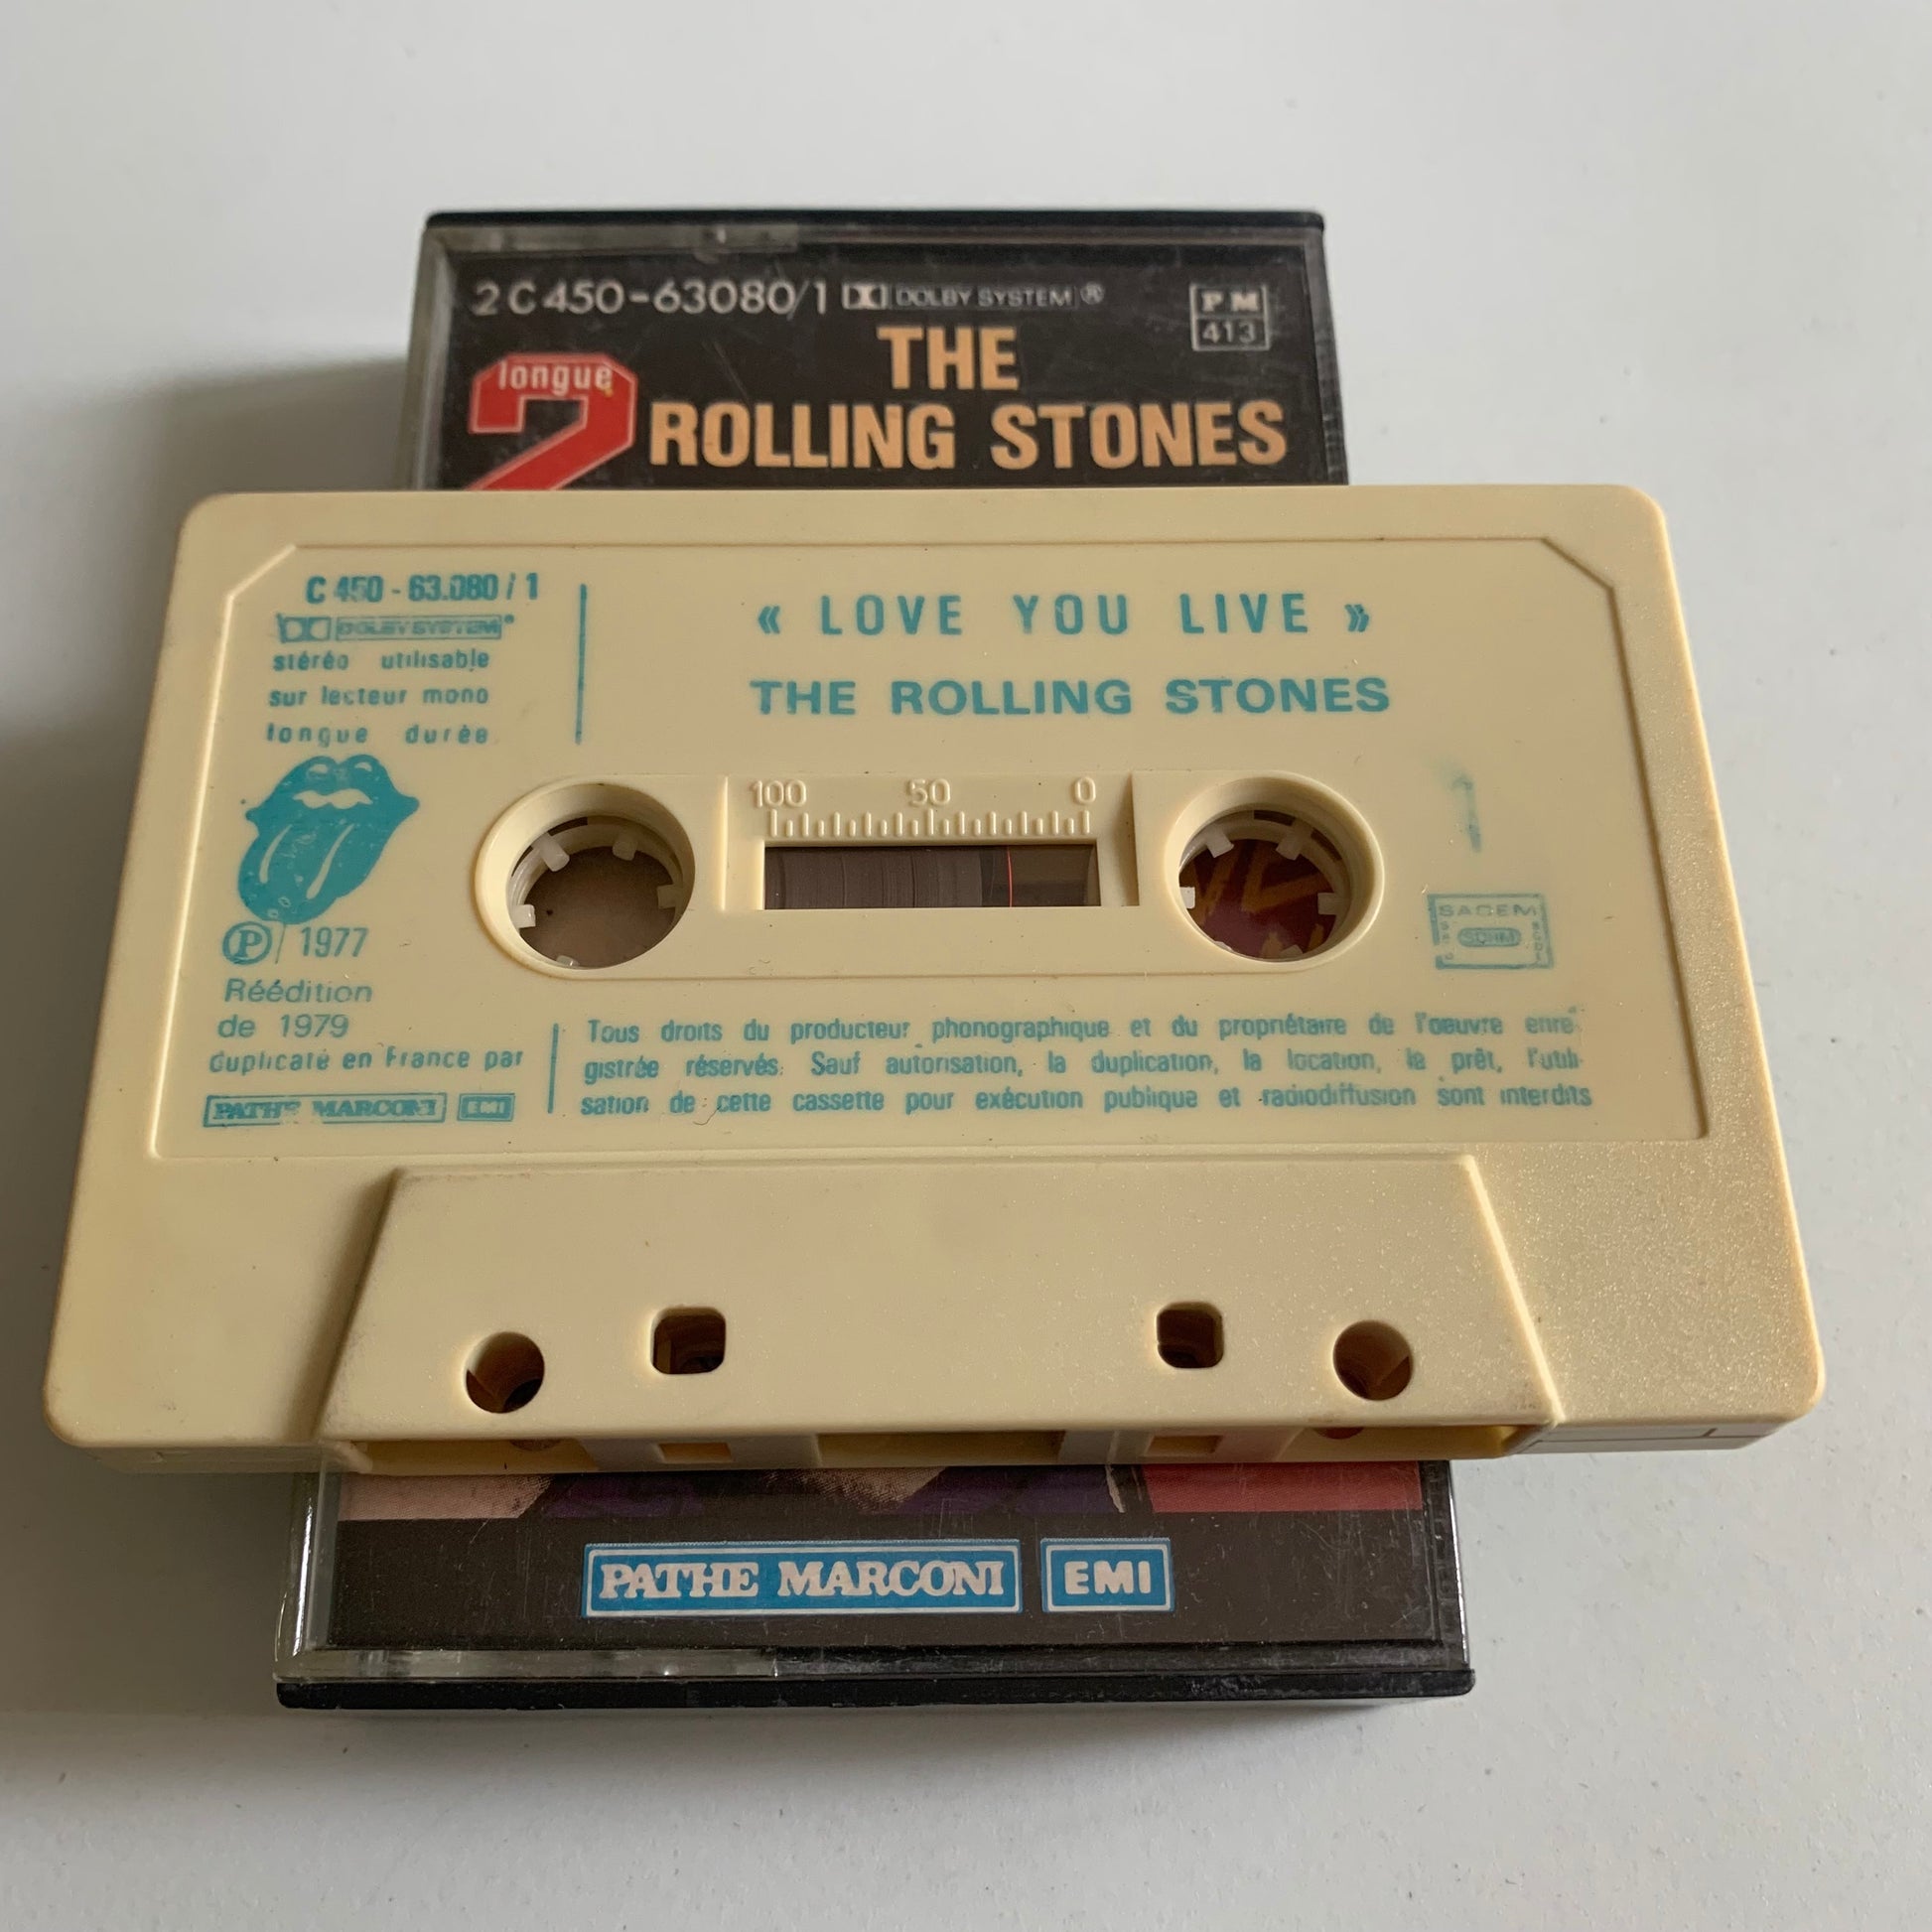 2 C 450-63080/1 DOLBY SYSTEM®
PM
413
longue
THE
ROLLING STONES
C 450 - 63.080 / 1
DOLBY SYSTEM
stéréo utilisable
sur lecteur mono
longue durée
« LOVE YOU LIVE »
THE ROLLING STONES
100 50 0
1
SACEM
SDRM
Ⓟ 1977
Réédition
de 1979
dupliquée en France par
PATHE MARCONI EMI
Tous droits du producteur phonographique et du propriétaire de l'oeuvre enre-
gistrée réservés. Sauf autorisation, la duplication, la location, le prêt, l'utili-
sation de cette cassette pour exécution publique et radiodiffusion sont interdits
PATHE MARCONI EMI